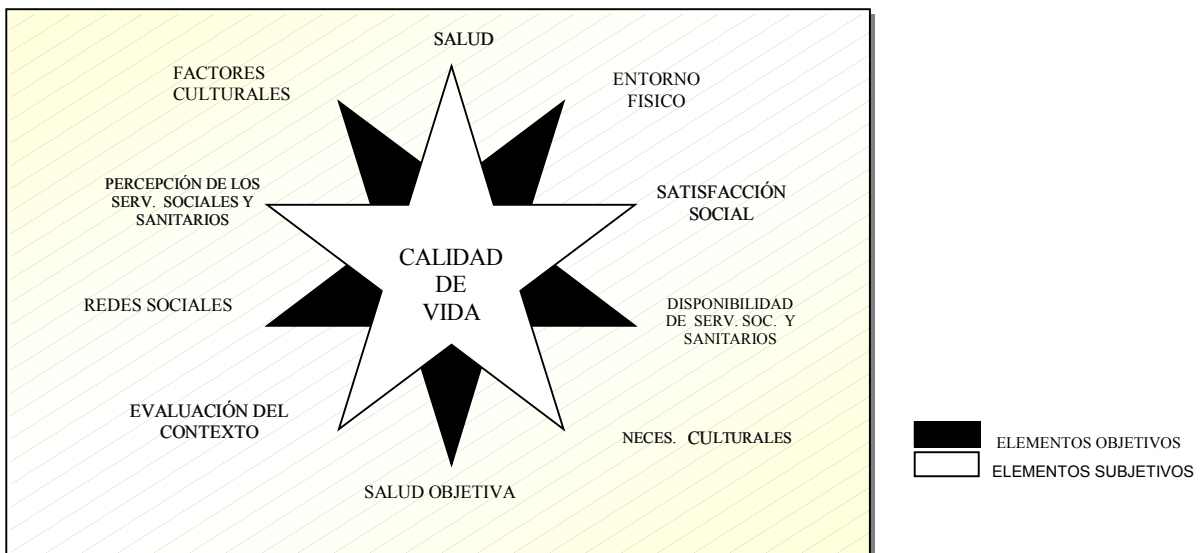 SALUD
FACTORES
CULTURALES
ENTORNO
FISICO
PERCEPCIÓN DE LOS
SERV. SOCIALES Y
SANITARIOS
SATISFACCIÓN
SOCIAL
CALIDAD
DE
VIDA
REDES SOCIALES
DISPONIBILIDAD
DE SERV. SOC. Y
SANITARIOS
EVALUACIÓN DEL
CONTEXTO
NECES. CULTURALES
SALUD OBJETIVA
ELEMENTOS OBJETIVOS
ELEMENTOS SUBJETIVOS